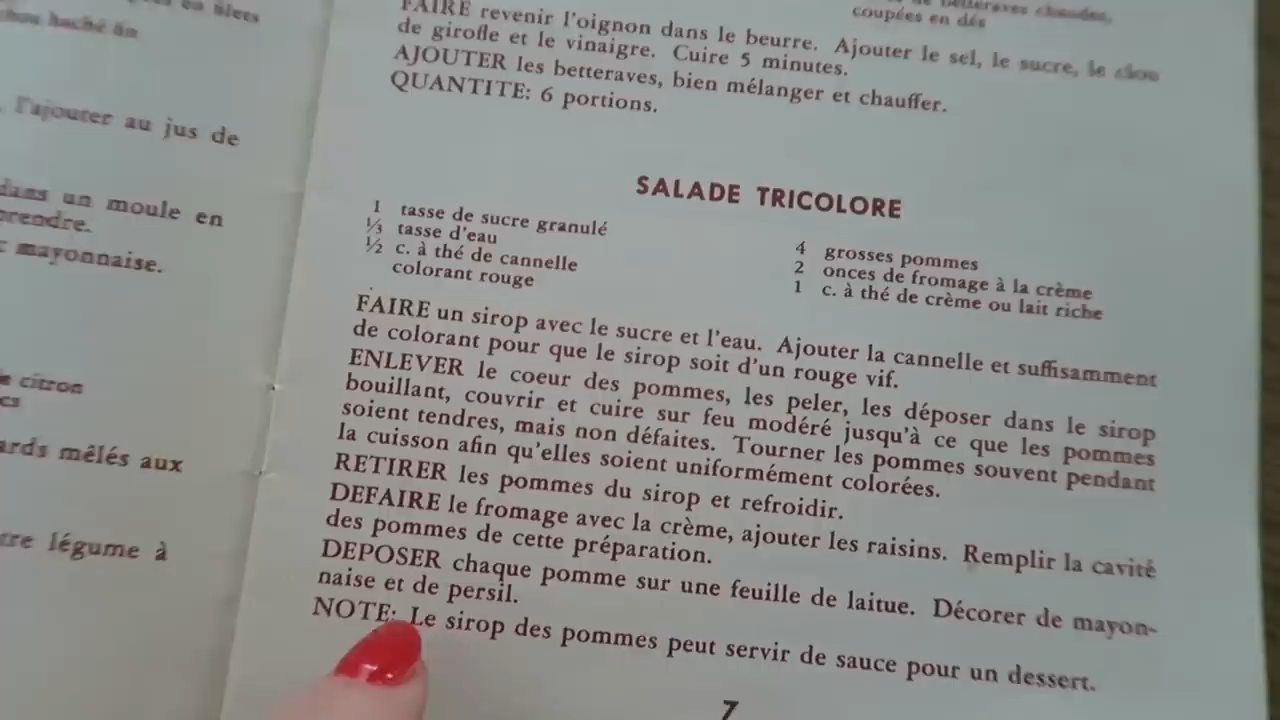 l'ajouter au jus de
dans un moule en
prendre.
mayonnaise.
citron
mêlés aux
légume à
FAIRE revenir l'oignon dans le beurre. Ajouter le sel, le sucre, le clou
de girofle et le vinaigre. Cuire 5 minutes.
AJOUTER les betteraves, bien mélanger et chauffer.
QUANTITE: 6 portions.
coupées en dés
SALADE TRICOLORE
1 tasse de sucre granulé
⅓ tasse d'eau
½ c. à thé de cannelle
colorant rouge
4 grosses pommes
2 onces de fromage à la crème
1 c. à thé de crème ou lait riche
FAIRE un sirop avec le sucre et l'eau. Ajouter la cannelle et suffisamment
de colorant pour que le sirop soit d'un rouge vif.
ENLEVER le coeur des pommes, les peler, les déposer dans le sirop
bouillant, couvrir et cuire sur feu modéré jusqu'à ce que les pommes
soient tendres, mais non défaites. Tourner les pommes souvent pendant
la cuisson afin qu'elles soient uniformément colorées.
RETIRER les pommes du sirop et refroidir.
DEFAIRE le fromage avec la crème, ajouter les raisins. Remplir la cavité
des pommes de cette préparation.
DEPOSER chaque pomme sur une feuille de laitue. Décorer de mayon-
naise et de persil.
NOTE: Le sirop des pommes peut servir de sauce pour un dessert.
7